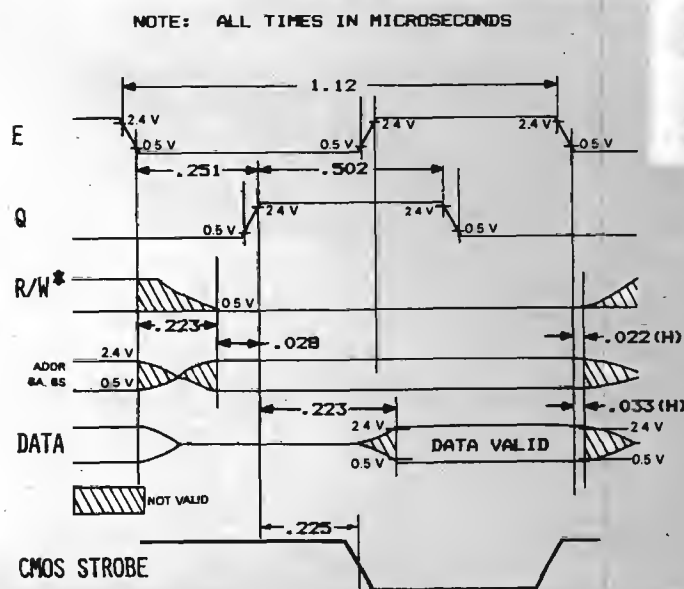 NOTE: ALL TIMES IN MICROSECONDS
1.12
E
2.4 V
0.5 V
0.5 V
2.4 V
2.4 V
0.5 V
.251
.502
Q
0.5 V
2.4 V
2.4 V
0.5 V
R/W*
0.5 V
.223
.028
.022(H)
ADDR
BA, BS
2.4 V
0.5 V
.223
.033(H)
DATA
2.4 V
0.5 V
DATA VALID
2.4 V
0.5 V
NOT VALID
.225
CMOS STROBE